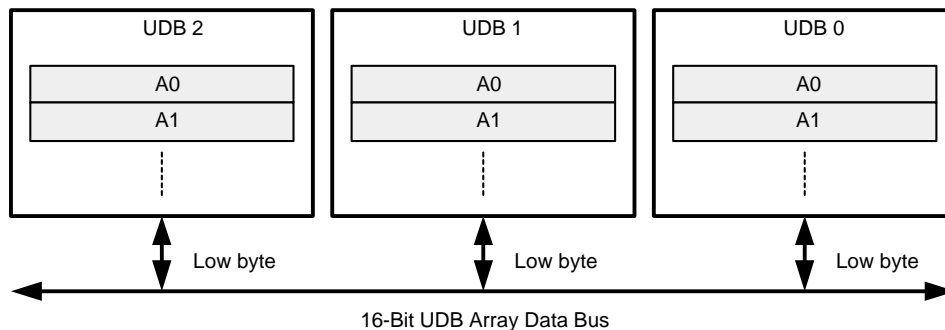 UDB 2 UDB 1 UDB 0
A0 A0 A0
A1 A1 A1
Low byte Low byte Low byte
16-Bit UDB Array Data Bus